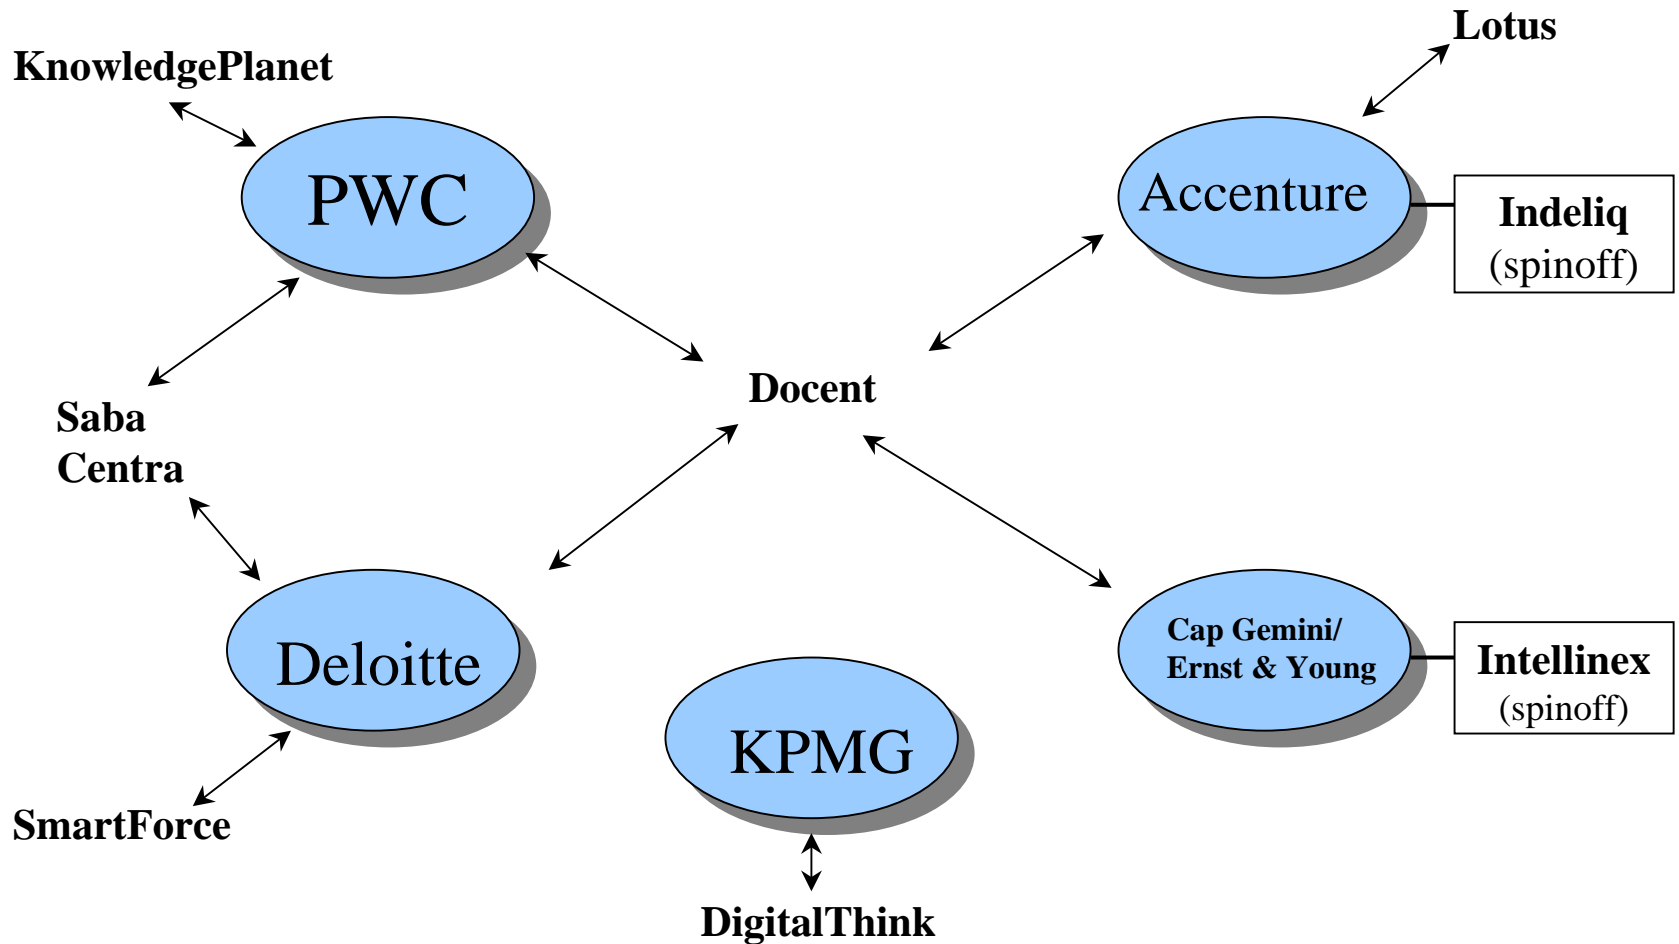 Lotus
KnowledgePlanet
PWC
Accenture
Indeliq
(spinoff)
Docent
Saba
Centra
Deloitte
Cap Gemini/
Ernst & Young
Intellinex
(spinoff)
KPMG
SmartForce
DigitalThink